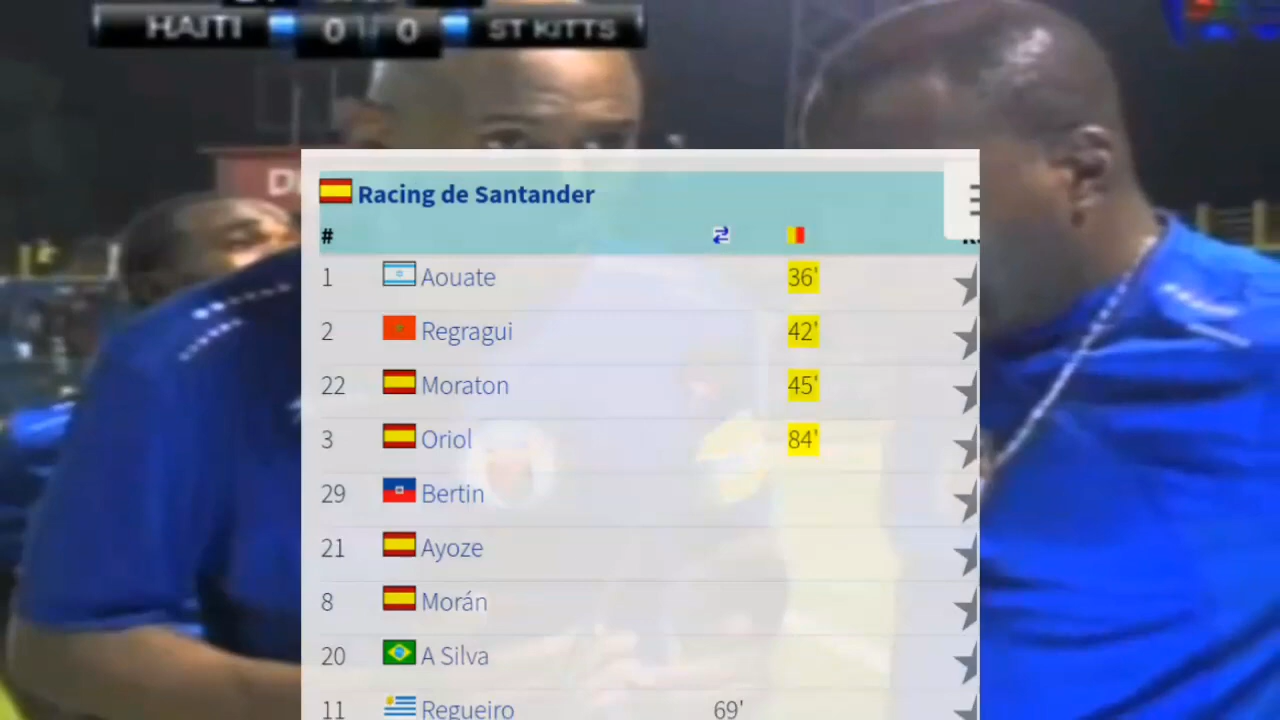 HAITI 0 0 ST KITTS
Racing de Santander
#
1 Aouate 36'
2 Regragui 42'
22 Moraton 45'
3 Oriol 84'
29 Bertin
21 Ayoze
8 Morán
20 A Silva
11 Regueiro 69'